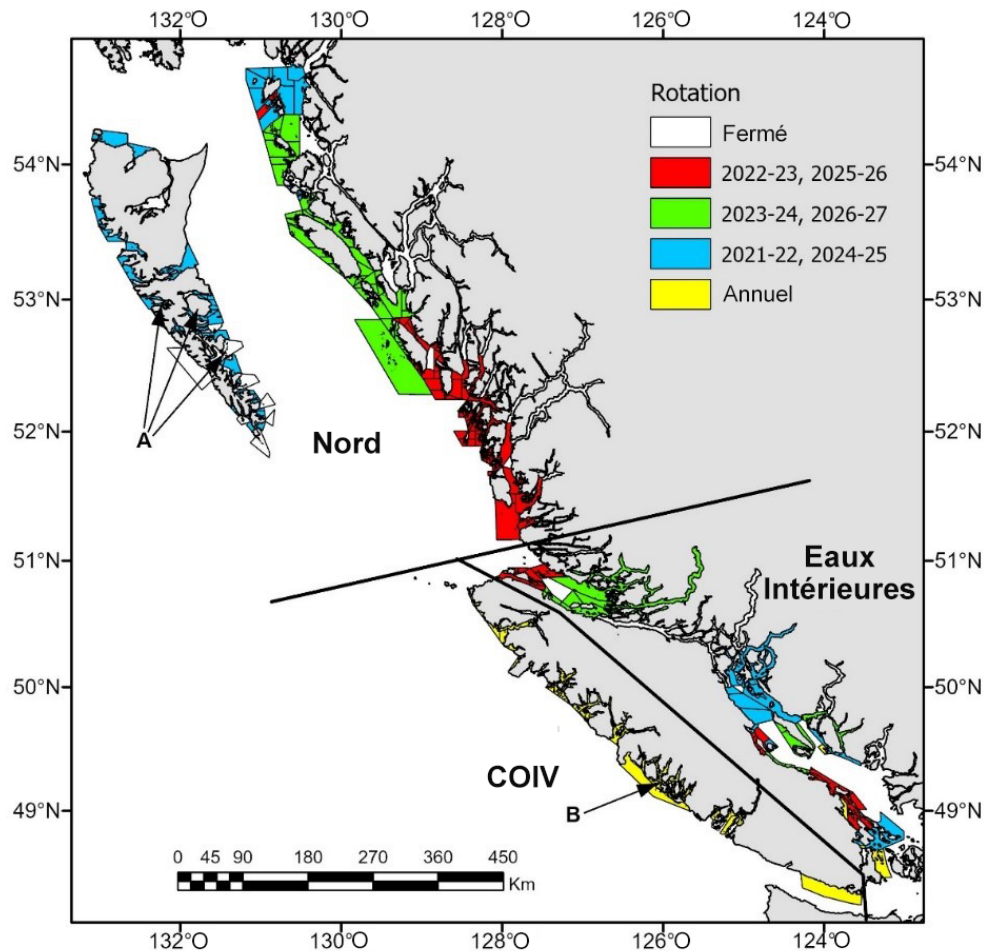 132°O 130°O 128°O 126°O 124°O
Rotation
Fermé
2022-23, 2025-26
2023-24, 2026-27
2021-22, 2024-25
Annuel
54°N 54°N
53°N 53°N
52°N 52°N
51°N 51°N
50°N 50°N
49°N 49°N
A
Nord
Eaux
Intérieures
COIV
B
0 45 90 180 270 360 450
Km
132°O 130°O 128°O 126°O 124°O